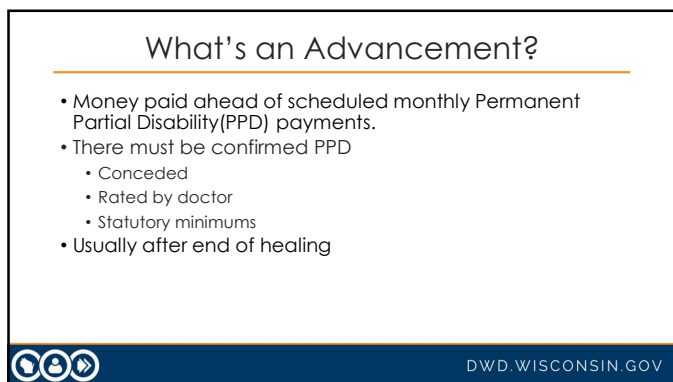 What's an Advancement?
• Money paid ahead of scheduled monthly Permanent
Partial Disability(PPD) payments.
• There must be confirmed PPD
• Conceded
• Rated by doctor
• Statutory minimums
• Usually after end of healing
DWD.WISCONSIN.GOV